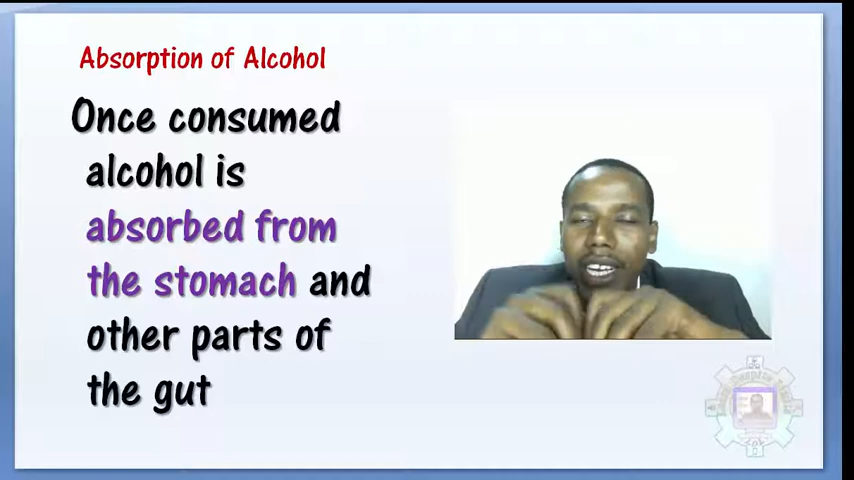 Absorption of Alcohol
Once consumed
alcohol is
absorbed from
the stomach and
other parts of
the gut